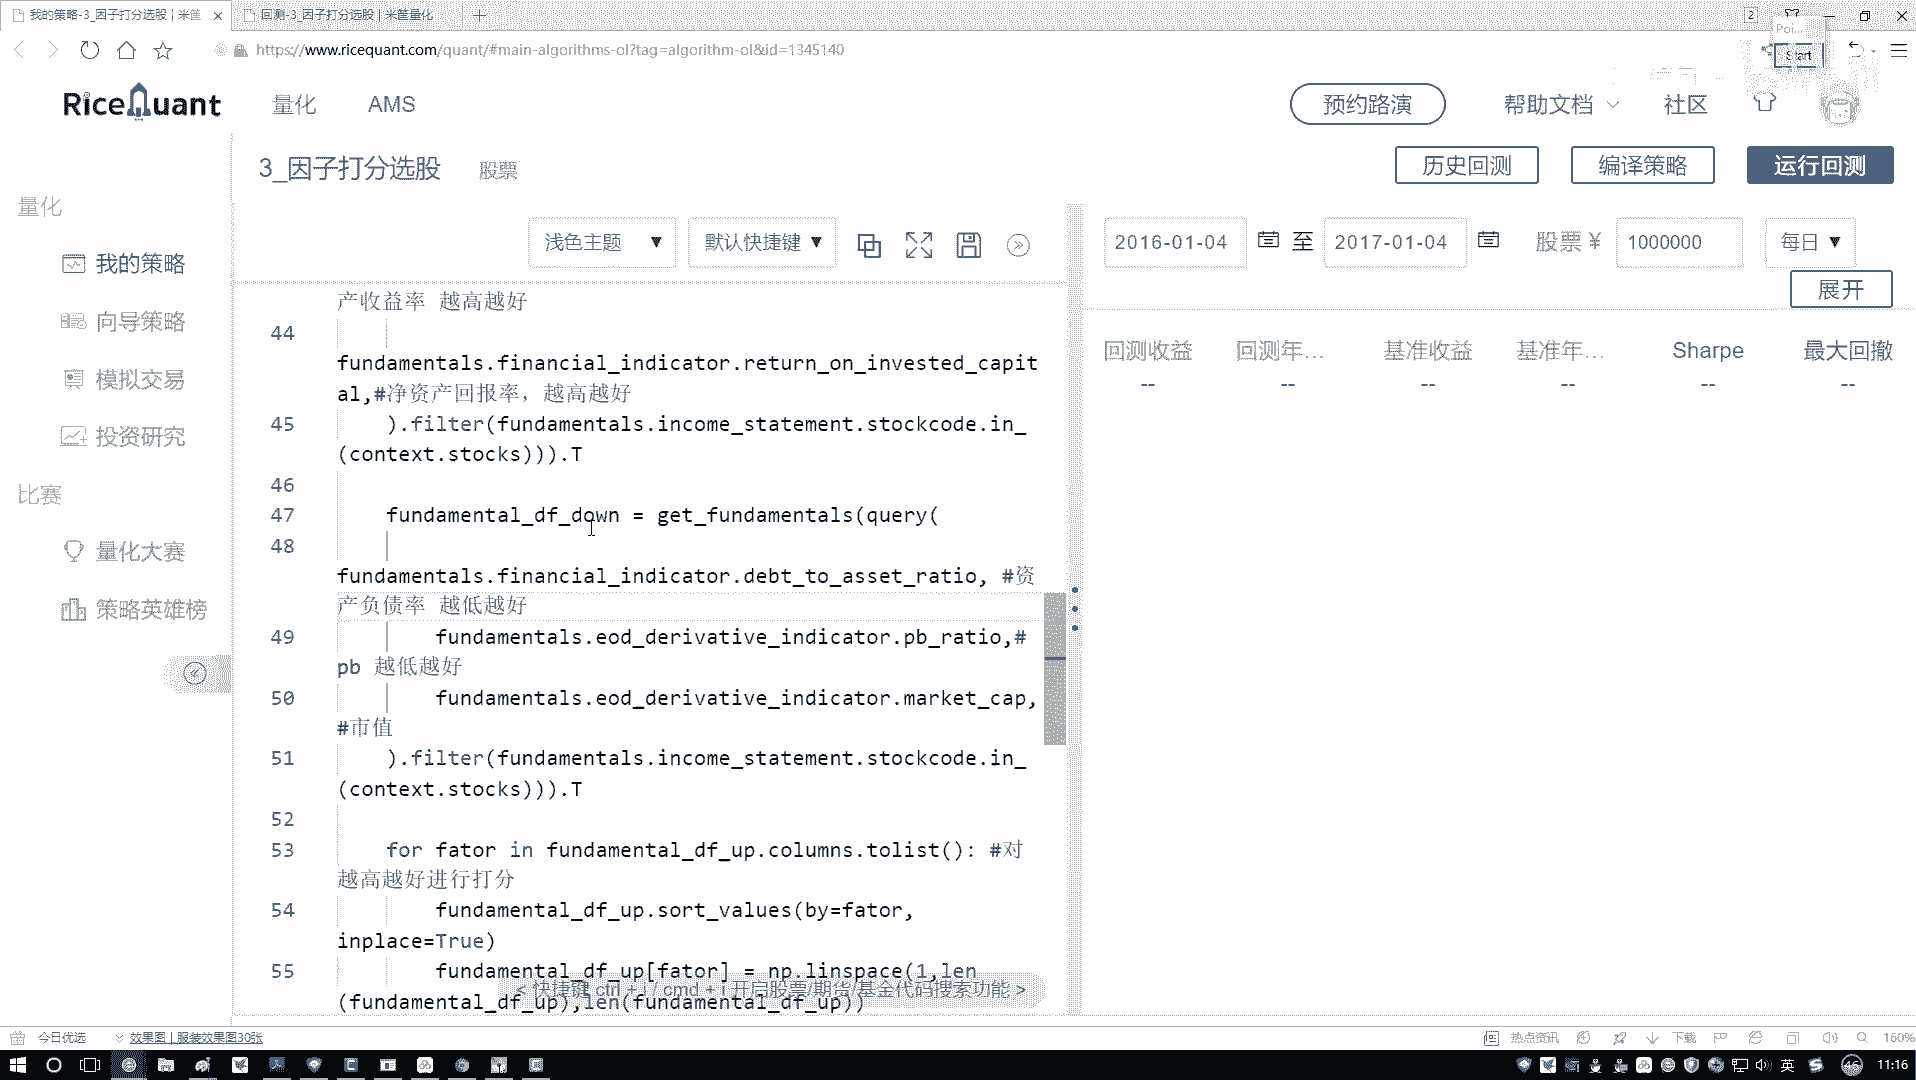 我的策略-3_因子打分选股 | 米筐
回测-3_因子打分选股 | 米筐量化
2
Poi...
https://www.ricequant.com/quant/#main-algorithms-ol?tag=algorithm-ol&id=1345140
Start
RiceQuant
量化
AMS
预约路演
帮助文档
社区
3_因子打分选股
股票
历史回测
编译策略
运行回测
量化
我的策略
向导策略
模拟交易
投资研究
比赛
量化大赛
策略英雄榜
浅色主题 ▼
默认快捷键 ▼
2016-01-04
至
2017-01-04
股票 ¥
1000000
每日 ▼
展开
回测收益
回测年...
基准收益
基准年...
Sharpe
最大回撤
--
--
--
--
--
--
产收益率 越高越好
44
fundamentals.financial_indicator.return_on_invested_capit
al,#净资产回报率，越高越好
45 ).filter(fundamentals.income_statement.stockcode.in_
(context.stocks))).T
46
47 fundamental_df_down = get_fundamentals(query(
48
fundamentals.financial_indicator.debt_to_asset_ratio, #资
产负债率 越低越好
49 fundamentals.eod_derivative_indicator.pb_ratio,#
pb 越低越好
50 fundamentals.eod_derivative_indicator.market_cap,
#市值
51 ).filter(fundamentals.income_statement.stockcode.in_
(context.stocks))).T
52
53 for fator in fundamental_df_up.columns.tolist(): #对
越高越好进行打分
54 fundamental_df_up.sort_values(by=fator,
inplace=True)
55 fundamental_df_up[fator] = np.linspace(1,len
(fundamental_df_up),len(fundamental_df_up))
< 快捷键 ctrl + i / cmd + i 开启股票/期货/基金代码搜索功能 >
今日优选
效果图 | 服装效果图30张
热点资讯
下载
160%
英
46
11:16